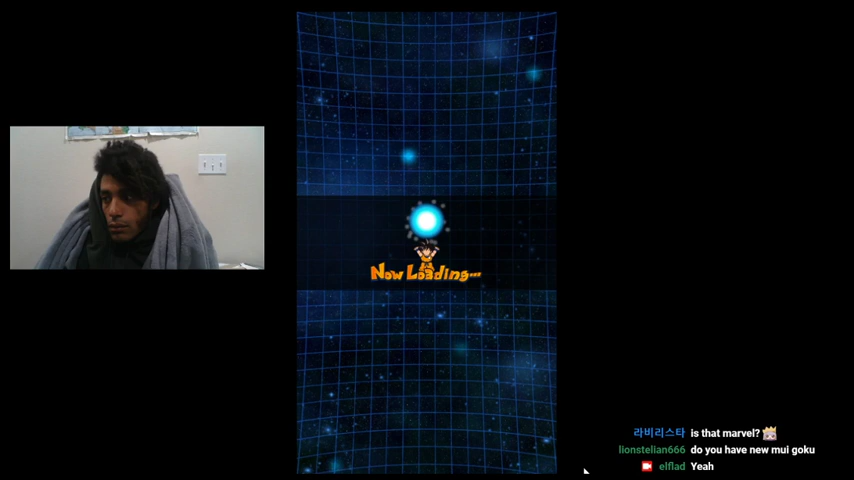 Now Loading...
라비리스타 is that marvel?
lionstelian666 do you have new mui goku
elflad Yeah